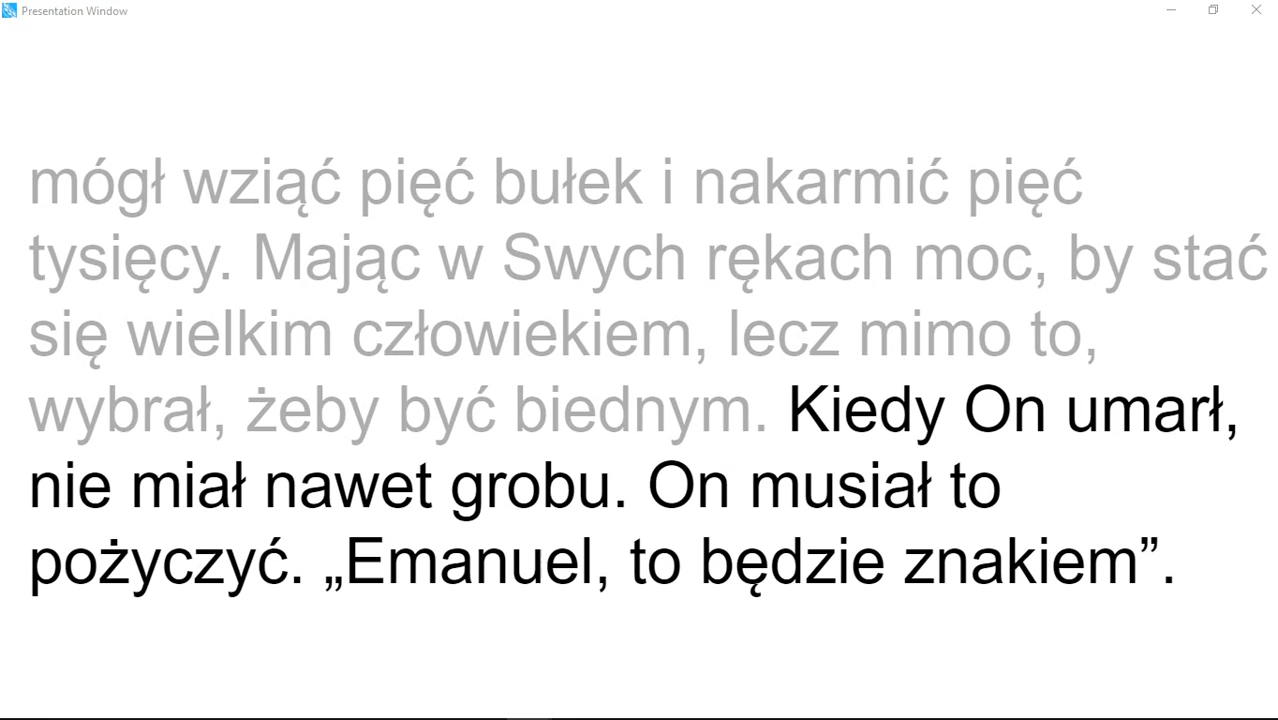 Presentation Window
mógł wziąć pięć bułek i nakarmić pięć
tysięcy. Mając w Swych rękach moc, by stać
się wielkim człowiekiem, lecz mimo to,
wybrał, żeby być biednym. Kiedy On umarł,
nie miał nawet grobu. On musiał to
pożyczyć. „Emanuel, to będzie znakiem”.